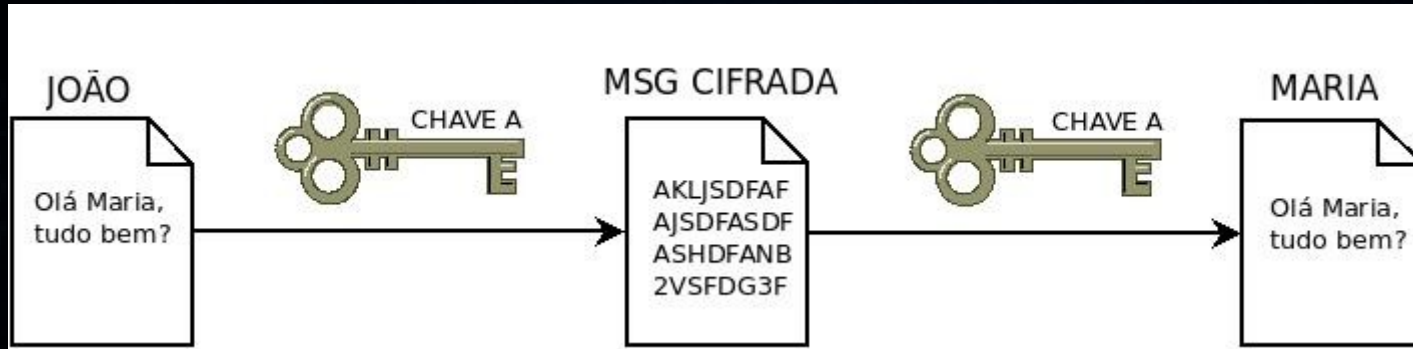 JOÃO
Olá Maria,
tudo bem?
CHAVE A
MSG CIFRADA
AKLJSDFAF
AJSDFASDF
ASHDFANB
2VSFDG3F
CHAVE A
MARIA
Olá Maria,
tudo bem?